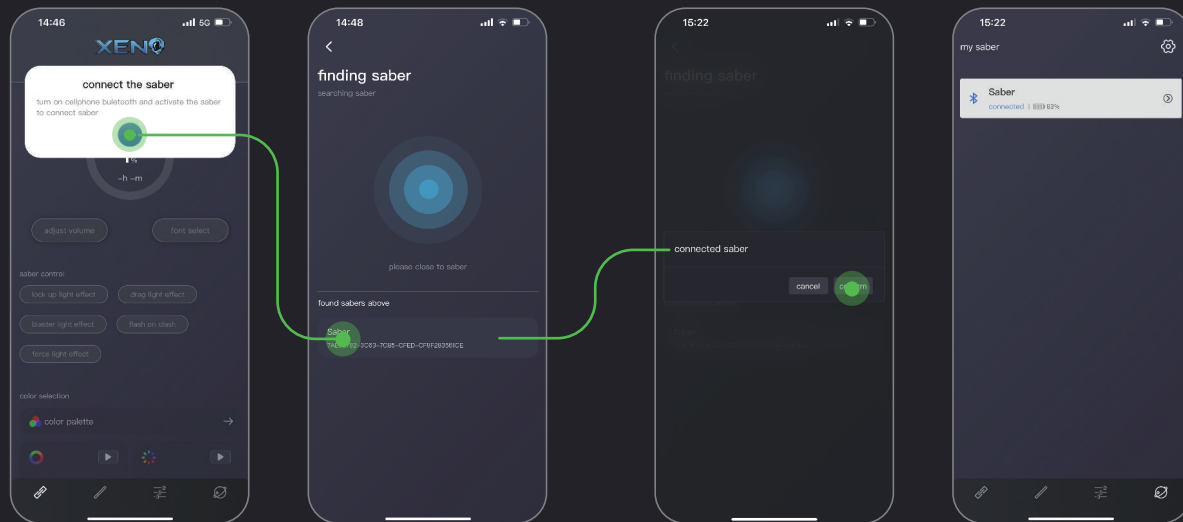 14:46
5G
XENO
connect the saber
turn on cellphone buletooth and activate the saber
to connect saber
%
-h -m
adjust volume
font select
saber control
lock up light effect
drag light effect
blaster light effect
flash on clash
force light effect
color selection
color palette
14:48
finding saber
searching saber
please close to saber
found sabers above
Saber
15:22
finding saber
connected saber
cancel
15:22
my saber
Saber
connected | 83%